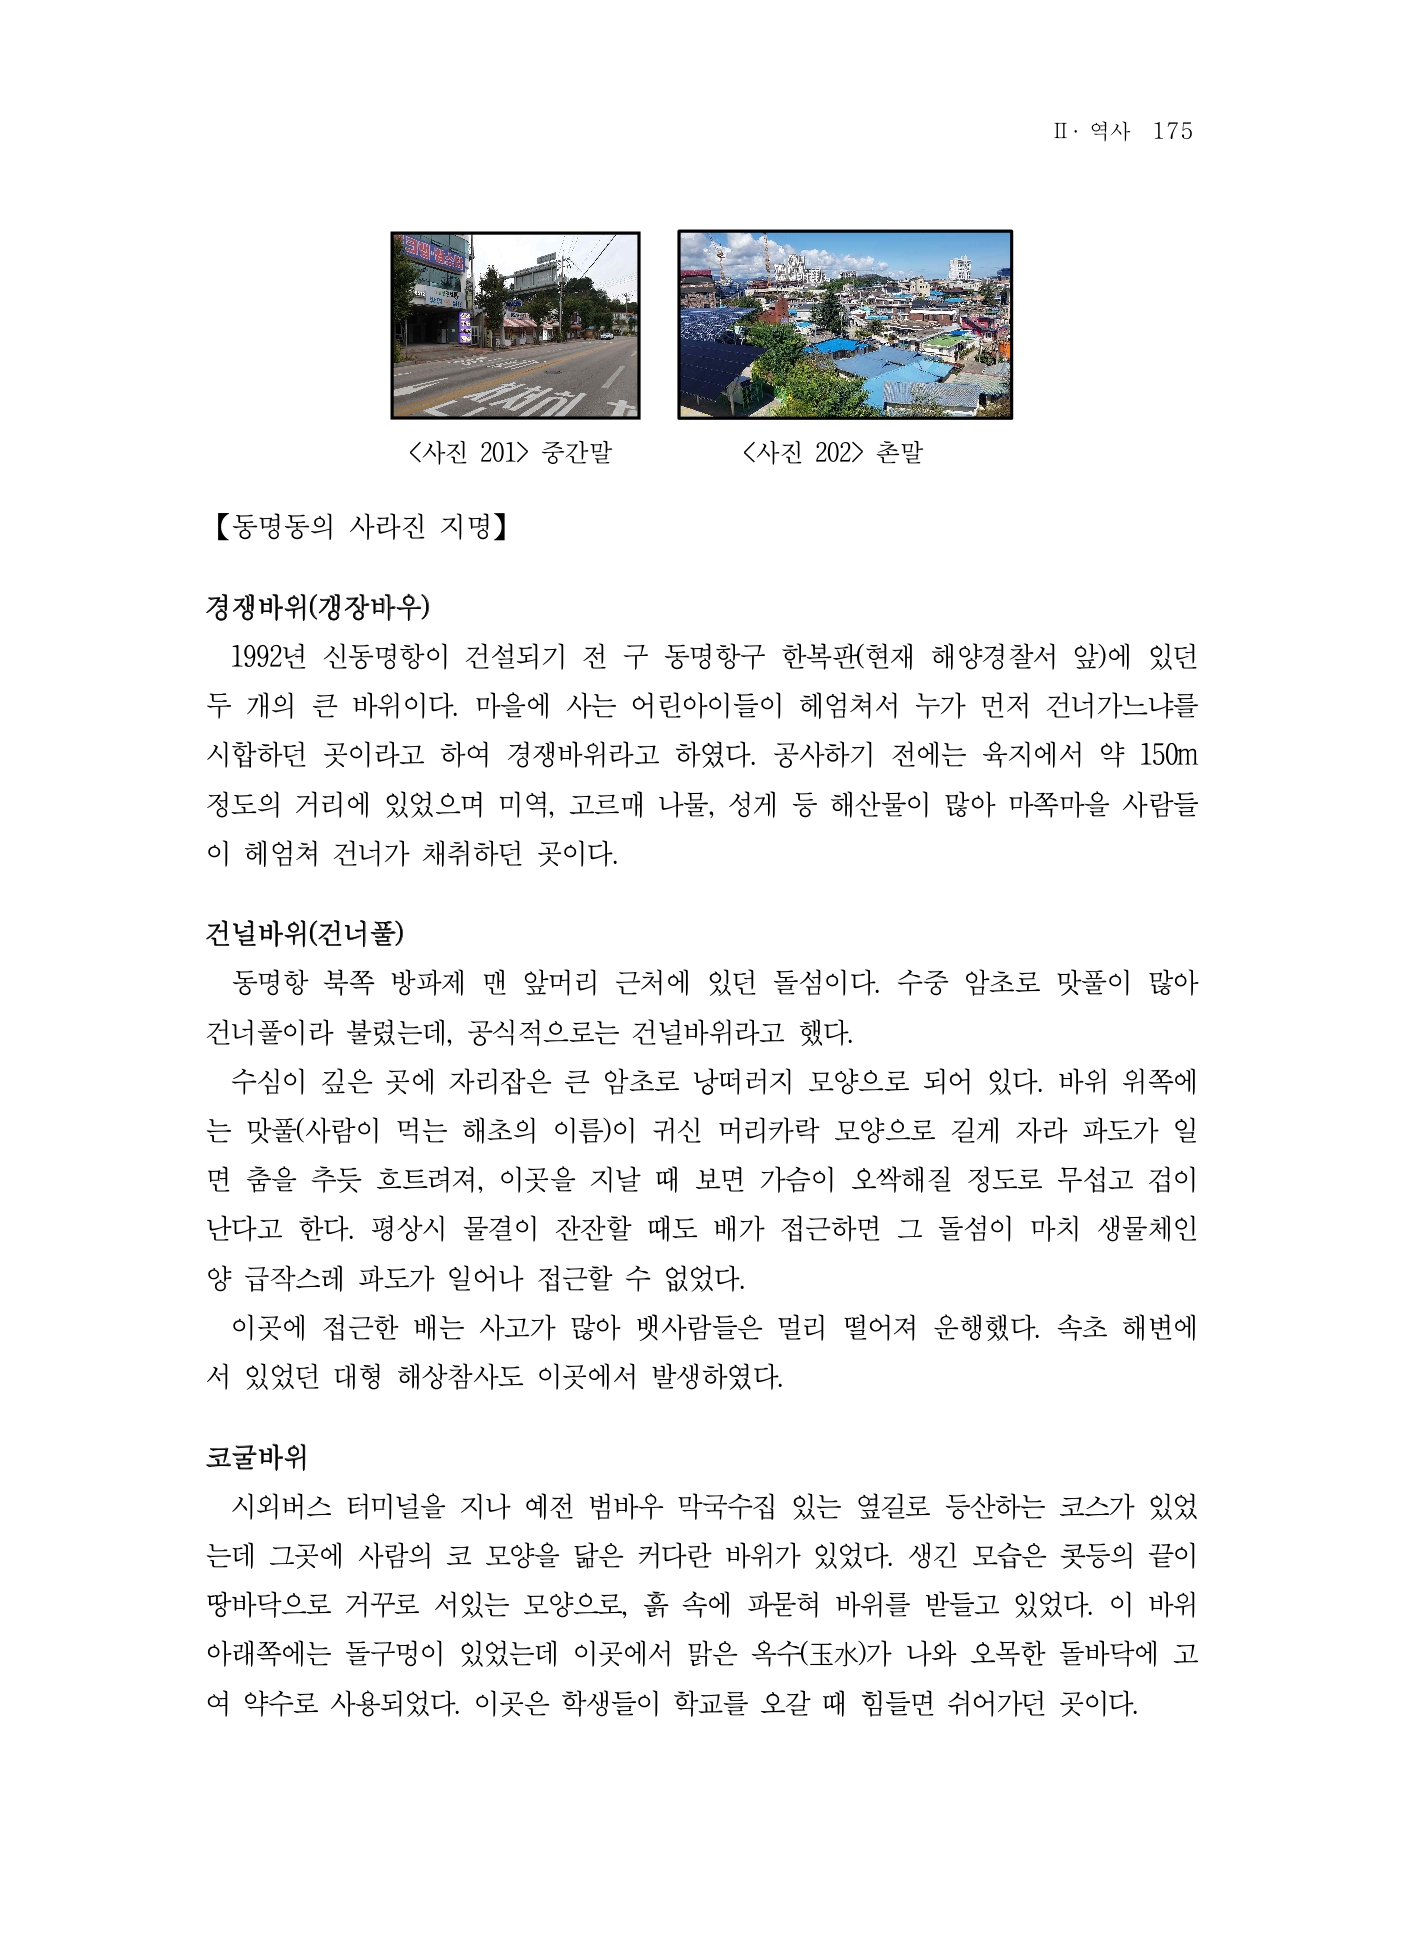 Ⅱ· 역사 175
천천히
<사진 201> 중간말
<사진 202> 촌말
【동명동의 사라진 지명】
경쟁바위(갱장바우)
1992년 신동명항이 건설되기 전 구 동명항구 한복판(현재 해양경찰서 앞)에 있던
두 개의 큰 바위이다. 마을에 사는 어린아이들이 헤엄쳐서 누가 먼저 건너가느냐를
시합하던 곳이라고 하여 경쟁바위라고 하였다. 공사하기 전에는 육지에서 약 150m
정도의 거리에 있었으며 미역, 고르매 나물, 성게 등 해산물이 많아 마쪽마을 사람들
이 헤엄쳐 건너가 채취하던 곳이다.
건널바위(건너풀)
동명항 북쪽 방파제 맨 앞머리 근처에 있던 돌섬이다. 수중 암초로 맛풀이 많아
건너풀이라 불렸는데, 공식적으로는 건널바위라고 했다.
수심이 깊은 곳에 자리잡은 큰 암초로 낭떠러지 모양으로 되어 있다. 바위 위쪽에
는 맛풀(사람이 먹는 해초의 이름)이 귀신 머리카락 모양으로 길게 자라 파도가 일
면 춤을 추듯 흐트려져, 이곳을 지날 때 보면 가슴이 오싹해질 정도로 무섭고 겁이
난다고 한다. 평상시 물결이 잔잔할 때도 배가 접근하면 그 돌섬이 마치 생물체인
양 급작스레 파도가 일어나 접근할 수 없었다.
이곳에 접근한 배는 사고가 많아 뱃사람들은 멀리 떨어져 운행했다. 속초 해변에
서 있었던 대형 해상참사도 이곳에서 발생하였다.
코굴바위
시외버스 터미널을 지나 예전 범바우 막국수집 있는 옆길로 등산하는 코스가 있었
는데 그곳에 사람의 코 모양을 닮은 커다란 바위가 있었다. 생긴 모습은 콧등의 끝이
땅바닥으로 거꾸로 서있는 모양으로, 흙 속에 파묻혀 바위를 받들고 있었다. 이 바위
아래쪽에는 돌구멍이 있었는데 이곳에서 맑은 옥수(玉水)가 나와 오목한 돌바닥에 고
여 약수로 사용되었다. 이곳은 학생들이 학교를 오갈 때 힘들면 쉬어가던 곳이다.